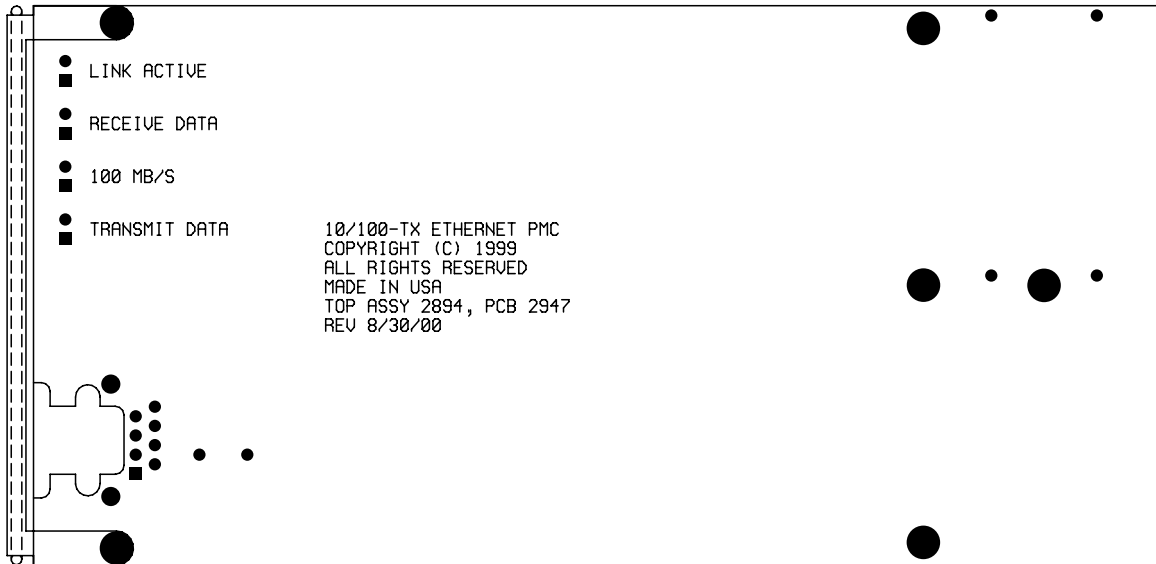 LINK ACTIVE
RECEIVE DATA
100 MB/S
TRANSMIT DATA
10/100-TX ETHERNET PMC
COPYRIGHT (C) 1999
ALL RIGHTS RESERVED
MADE IN USA
TOP ASSY 2894, PCB 2947
REV 8/30/00